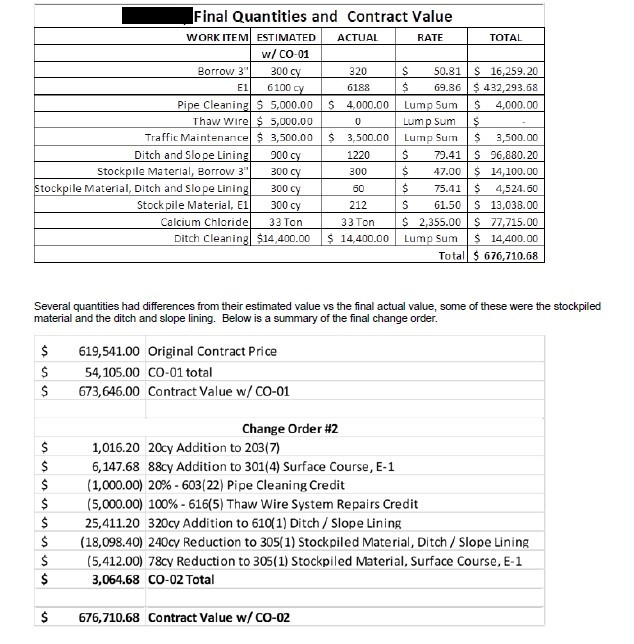 Final Quantities and Contract Value
WORK ITEM ESTIMATED ACTUAL RATE TOTAL
w/ CO-01
Borrow 3" 300 cy 320 $ 50.81 $ 16,259.20
E1 6100 cy 6188 $ 69.86 $ 432,293.68
Pipe Cleaning $ 5,000.00 $ 4,000.00 Lump Sum $ 4,000.00
Thaw Wire $ 5,000.00 0 Lump Sum $ -
Traffic Maintenance $ 3,500.00 $ 3,500.00 Lump Sum $ 3,500.00
Ditch and Slope Lining 900 cy 1220 $ 79.41 $ 96,880.20
Stockpile Material, Borrow 3" 300 cy 300 $ 47.00 $ 14,100.00
Stockpile Material, Ditch and Slope Lining 300 cy 60 $ 75.41 $ 4,524.60
Stockpile Material, E1 300 cy 212 $ 61.50 $ 13,038.00
Calcium Chloride 33 Ton 33 Ton $ 2,355.00 $ 77,715.00
Ditch Cleaning $14,400.00 $ 14,400.00 Lump Sum $ 14,400.00
Total $ 676,710.68
Several quantities had differences from their estimated value vs the final actual value, some of these were the stockpiled
material and the ditch and slope lining. Below is a summary of the final change order.
$ 619,541.00 Original Contract Price
$ 54,105.00 CO-01 total
$ 673,646.00 Contract Value w/ CO-01
Change Order #2
$ 1,016.20 20cy Addition to 203(7)
$ 6,147.68 88cy Addition to 301(4) Surface Course, E-1
$ (1,000.00) 20% - 603(22) Pipe Cleaning Credit
$ (5,000.00) 100% - 616(5) Thaw Wire System Repairs Credit
$ 25,411.20 320cy Addition to 610(1) Ditch / Slope Lining
$ (18,098.40) 240cy Reduction to 305(1) Stockpiled Material, Ditch / Slope Lining
$ (5,412.00) 78cy Reduction to 305(1) Stockpiled Material, Surface Course, E-1
$ 3,064.68 CO-02 Total
$ 676,710.68 Contract Value w/ CO-02